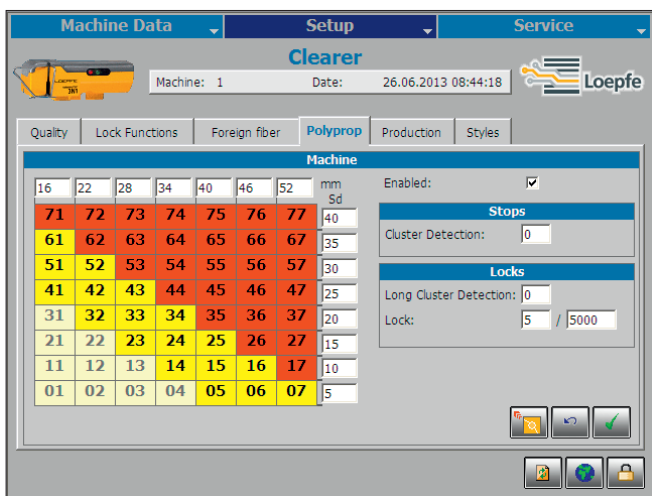 Machine Data Setup Service
Clearer
Machine: 1 Date: 26.06.2013 08:44:18
Loepfe
Quality Lock Functions Foreign fiber Polyprop Production Styles
Machine
16 22 28 34 40 46 52 mm
Sd
71 72 73 74 75 76 77 40
61 62 63 64 65 66 67 35
51 52 53 54 55 56 57 30
41 42 43 44 45 46 47 25
31 32 33 34 35 36 37 20
21 22 23 24 25 26 27 15
11 12 13 14 15 16 17 10
01 02 03 04 05 06 07 5
Enabled:
Stops
Cluster Detection: 0
Locks
Long Cluster Detection: 0
Lock: 5 / 5000